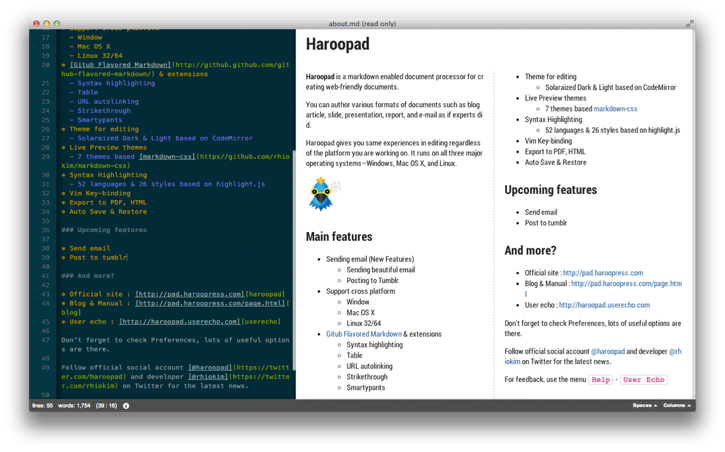 about.md (read only)
17 - Window
18 - Mac OS X
19 - Linux 32/64
20 * [Gitub Flavored Markdown](http://github.github.com/git
hub-flavored-markdown/) & extensions
21 - Syntax highlighting
22 - Table
23 - URL autolinking
24 - Strikethrough
25 - Smartypants
26 * Theme for editing
27 - Solaraized Dark & Light based on CodeMirror
28 * Live Preview themes
29 - 7 themes based [markdown-css](https//github.com/rhio
kim/markdown-css)
30 * Syntax Highlighting
31 - 52 languages & 26 styles based on highlight.js
32 * Vim Key-binding
33 * Export to PDF, HTML
34 * Auto Save & Restore
35
36 ### Upcoming features
37
38 * Send email
39 * Post to tumblr
40
41 ### And more?
42
43 * Official site : [http://pad.haroopress.com][haroopad]
44 * Blog & Manual : [http://pad.haroopress.com/page.html][
blog]
45 * User echo : [http://haroopad.userecho.com][userecho]
46
47 Don't forget to check Preferences, lots of useful option
s are there.
48
49 Follow official social account [@haroopad](https://twitt
er.com/haroopad) and developer [@rhiokim](https://twitte
r.com/rhiokim) on Twitter for the latest news.
50
Haroopad
Haroopad is a markdown enabled document processor for cr
eating web-friendly documents.
You can author various formats of documents such as blog
article, slide, presentation, report, and e-mail as if experts di
d.
Haroopad gives you same experiences in editing regardless
of the platform you are working on. It runs on all three major
operating systems—Windows, Mac OS X, and Linux.
Main features
• Sending email (New Features)
◦ Sending beautiful email
◦ Posting to Tumblr
• Support cross platform
◦ Window
◦ Mac OS X
◦ Linux 32/64
• Gitub Flavored Markdown & extensions
◦ Syntax highlighting
◦ Table
◦ URL autolinking
◦ Strikethrough
◦ Smartypants
• Theme for editing
◦ Solaraized Dark & Light based on CodeMirror
• Live Preview themes
◦ 7 themes based markdown-css
• Syntax Highlighting
◦ 52 languages & 26 styles based on highlight.js
• Vim Key-binding
• Export to PDF, HTML
• Auto Save & Restore
Upcoming features
• Send email
• Post to tumblr
And more?
• Official site : http://pad.haroopress.com
• Blog & Manual : http://pad.haroopress.com/page.htm
l
• User echo : http://haroopad.userecho.com
Don't forget to check Preferences, lots of useful options are
there.
Follow official social account @haroopad and developer @rh
iokim on Twitter for the latest news.
For feedback, use the menu Help - User Echo
lines: 55 words: 1,754 (39 : 16)
Spaces Columns